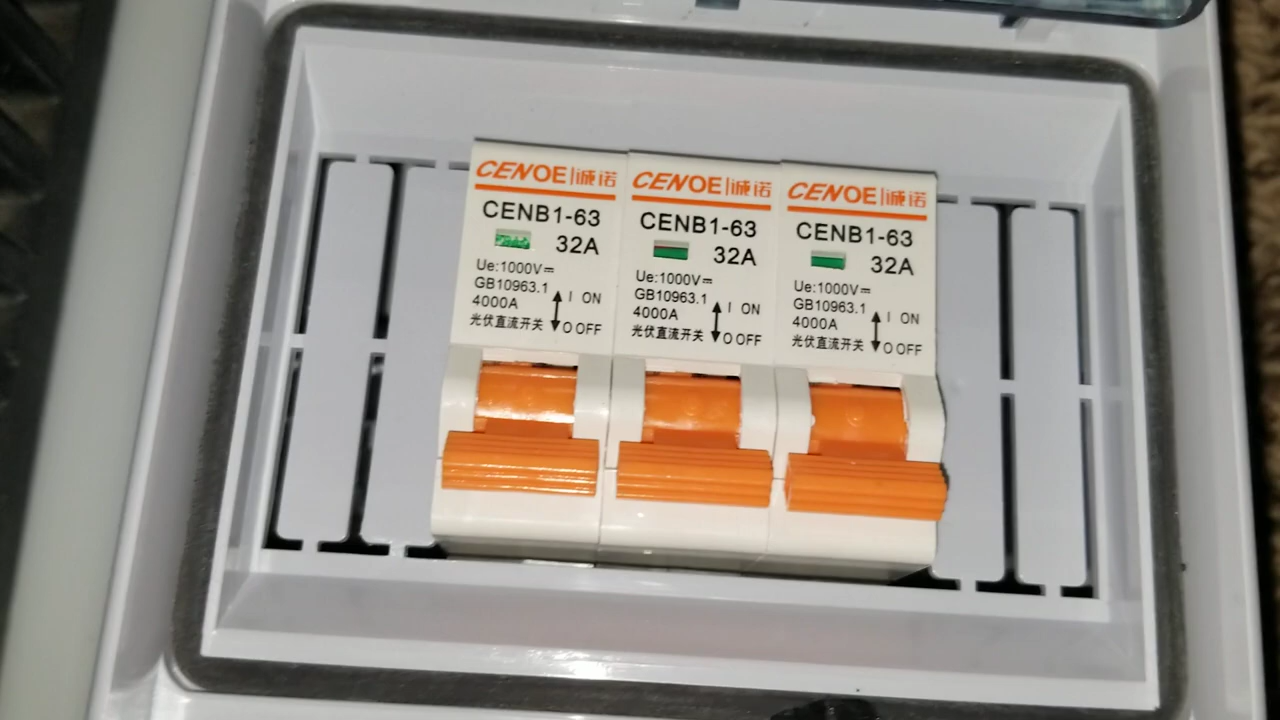 CENOE|诚诺
CENB1-63
32A
Ue:1000V⎓
GB10963.1
4000A
I ON
光伏直流开关
O OFF
CENOE|诚诺
CENB1-63
32A
Ue:1000V⎓
GB10963.1
4000A
I ON
光伏直流开关
O OFF
CENOE|诚诺
CENB1-63
32A
Ue:1000V⎓
GB10963.1
4000A
I ON
光伏直流开关
O OFF